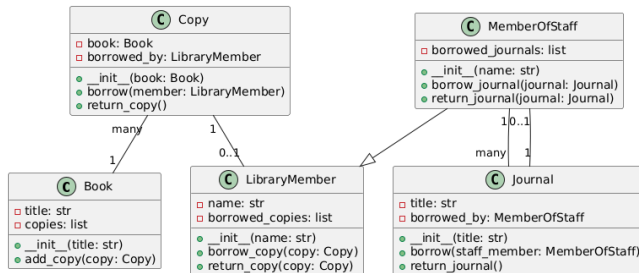 C Copy
book: Book
borrowed_by: LibraryMember
__init__(book: Book)
borrow(member: LibraryMember)
return_copy()
C MemberOfStaff
borrowed_journals: list
__init__(name: str)
borrow_journal(journal: Journal)
return_journal(journal: Journal)
many
1
1
0..1
1
0..1
many
1
C Book
title: str
copies: list
__init__(title: str)
add_copy(copy: Copy)
C LibraryMember
name: str
borrowed_copies: list
__init__(name: str)
borrow_copy(copy: Copy)
return_copy(copy: Copy)
C Journal
title: str
borrowed_by: MemberOfStaff
__init__(title: str)
borrow(staff_member: MemberOfStaff)
return_journal()